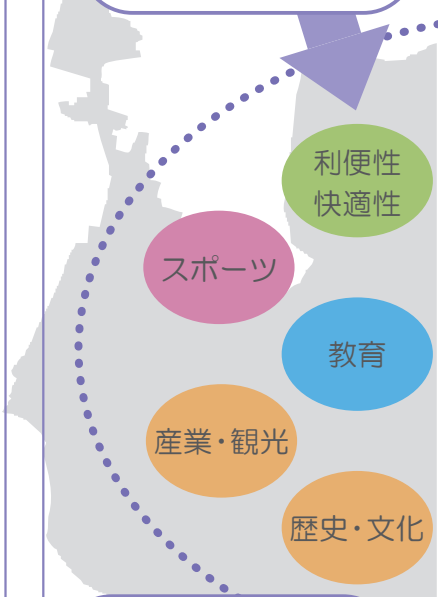 利便性
快適性
スポーツ
教育
産業・観光
歴史・文化